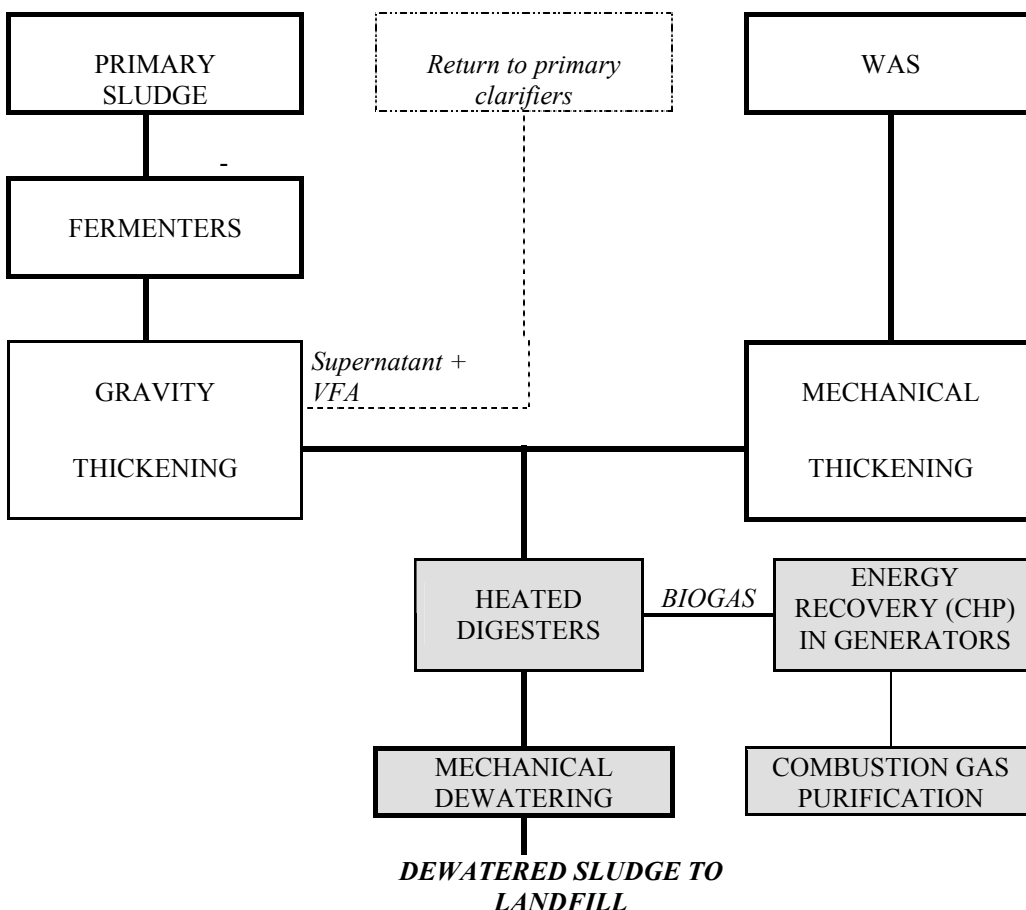 PRIMARY
SLUDGE
Return to primary
clarifiers
WAS
-
FERMENTERS
Supernatant +
VFA
GRAVITY
THICKENING
MECHANICAL
THICKENING
HEATED
DIGESTERS
BIOGAS
ENERGY
RECOVERY (CHP)
IN GENERATORS
MECHANICAL
DEWATERING
COMBUSTION GAS
PURIFICATION
DEWATERED SLUDGE TO
LANDFILL